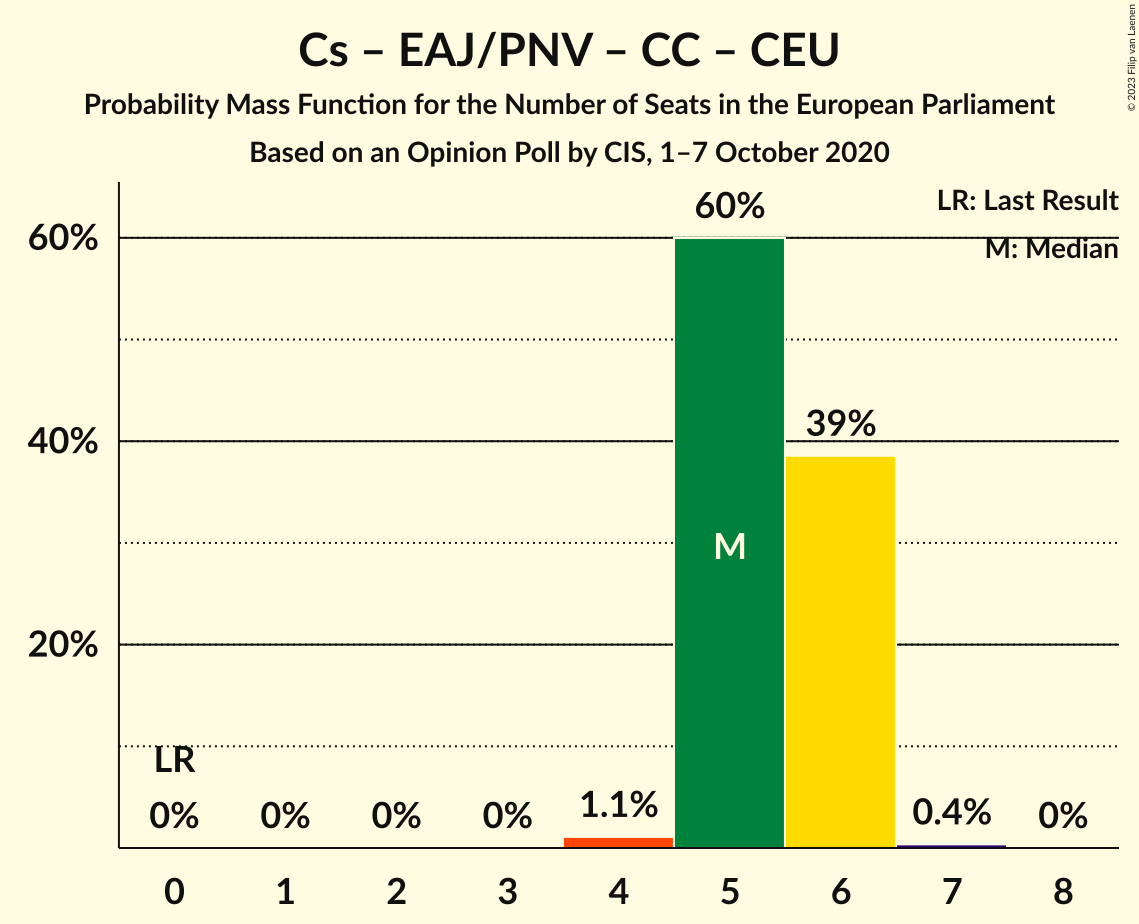 Cs – EAJ/PNV – CC – CEU
Probability Mass Function for the Number of Seats in the European Parliament
Based on an Opinion Poll by CIS, 1–7 October 2020
© 2023 Filip van Laenen
LR: Last Result
M: Median
60%
40%
20%
60%
39%
M
LR
0%
0%
0%
0%
1.1%
0.4%
0%
0 1 2 3 4 5 6 7 8